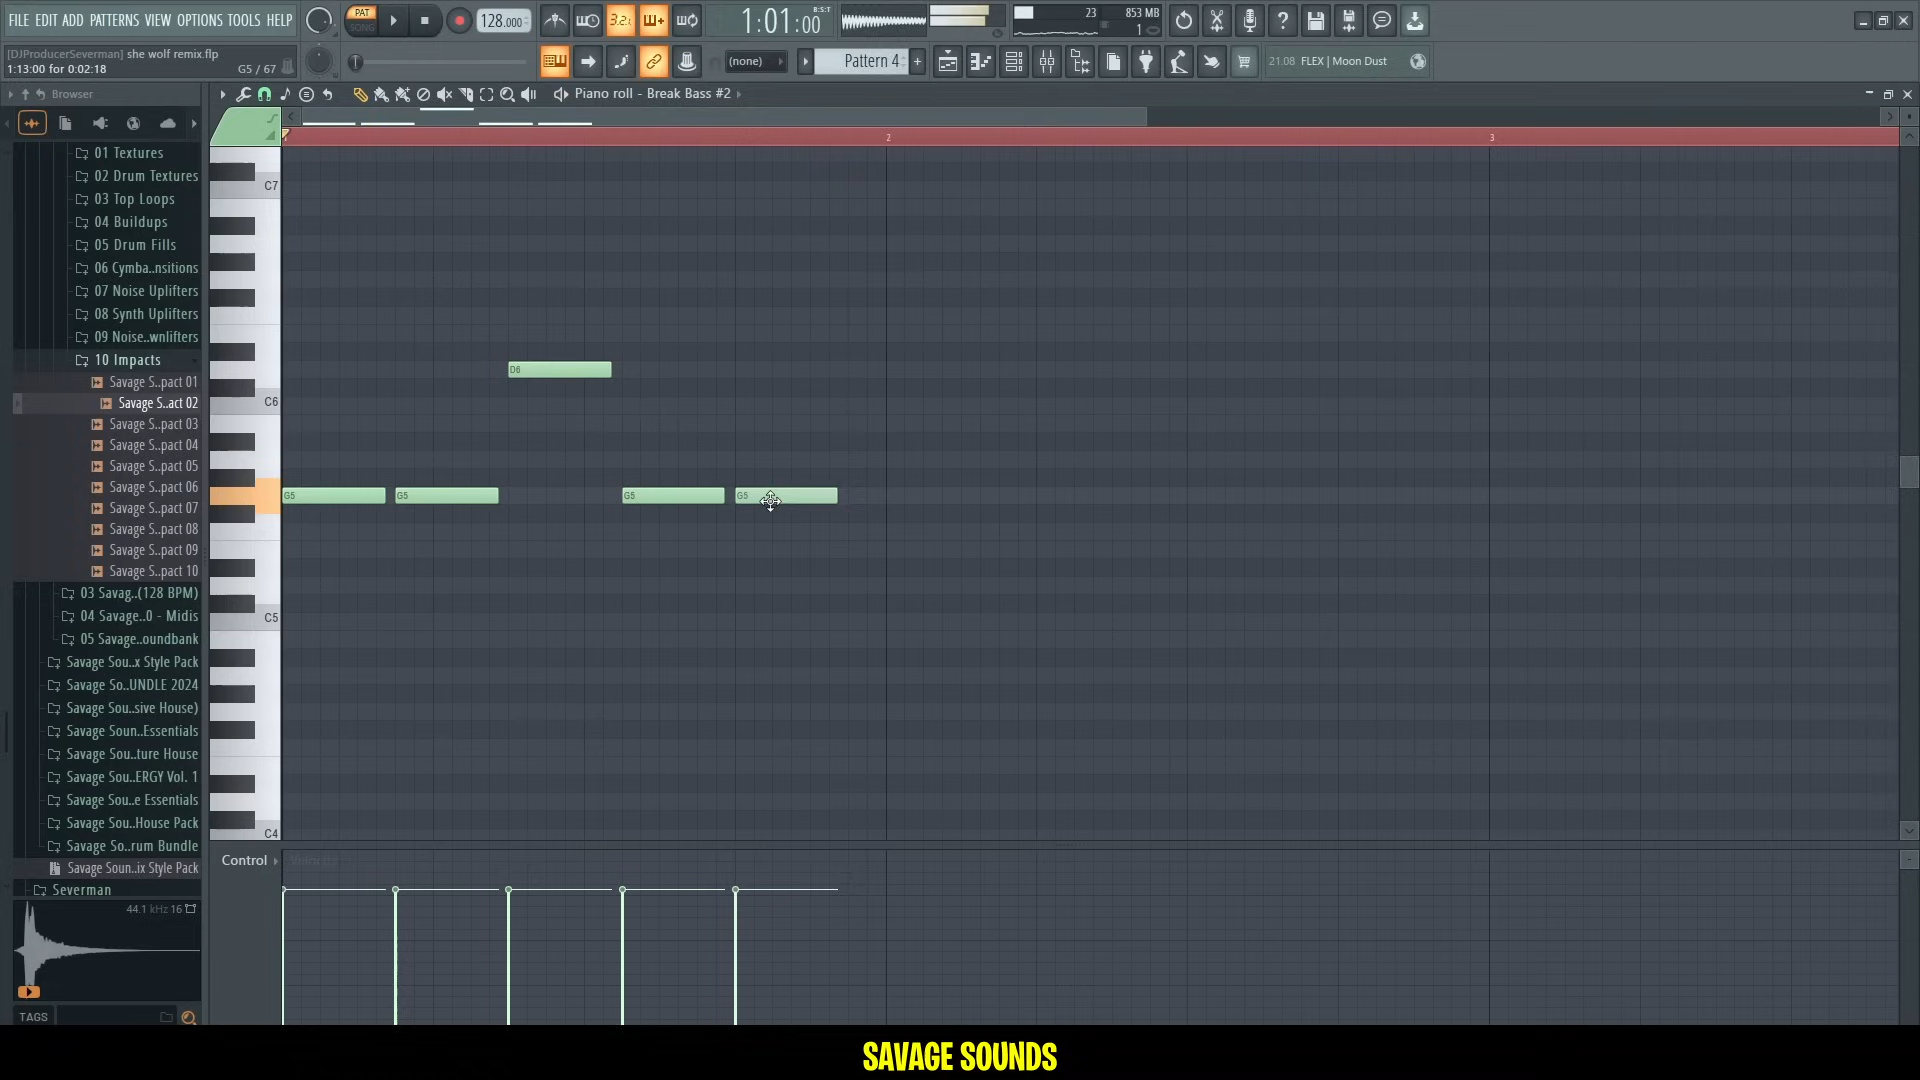 FILE EDIT ADD PATTERNS VIEW OPTIONS TOOLS HELP
PAT
SONG
128.000
3.2.
1:01:00
B:S:T
23
853 MB
1
[DJProducerSeverman] she wolf remix.flp
1:13:00 for 0:02:18
G5 / 67
(none)
Pattern 4
+
21.08 FLEX | Moon Dust
Browser
Piano roll - Break Bass #2
01 Textures
02 Drum Textures
03 Top Loops
04 Buildups
05 Drum Fills
06 Cymba..nsitions
07 Noise Uplifters
08 Synth Uplifters
09 Noise..wnlifters
10 Impacts
Savage S..pact 01
Savage S..act 02
Savage S..pact 03
Savage S..pact 04
Savage S..pact 05
Savage S..pact 06
Savage S..pact 07
Savage S..pact 08
Savage S..pact 09
Savage S..pact 10
03 Savag..(128 BPM)
04 Savage..0 - Midis
05 Savage..oundbank
Savage Sou..x Style Pack
Savage So..UNDLE 2024
Savage Sou..sive House)
Savage Soun..Essentials
Savage Sou..ture House
Savage Sou..ERGY Vol. 1
Savage Sou..e Essentials
Savage Sou..House Pack
Savage So..rum Bundle
Savage Soun..ix Style Pack
Severman
44.1 kHz 16
TAGS
2
3
C7
C6
C5
C4
D6
G5
G5
G5
G5
Control
Velocity
SAVAGE SOUNDS